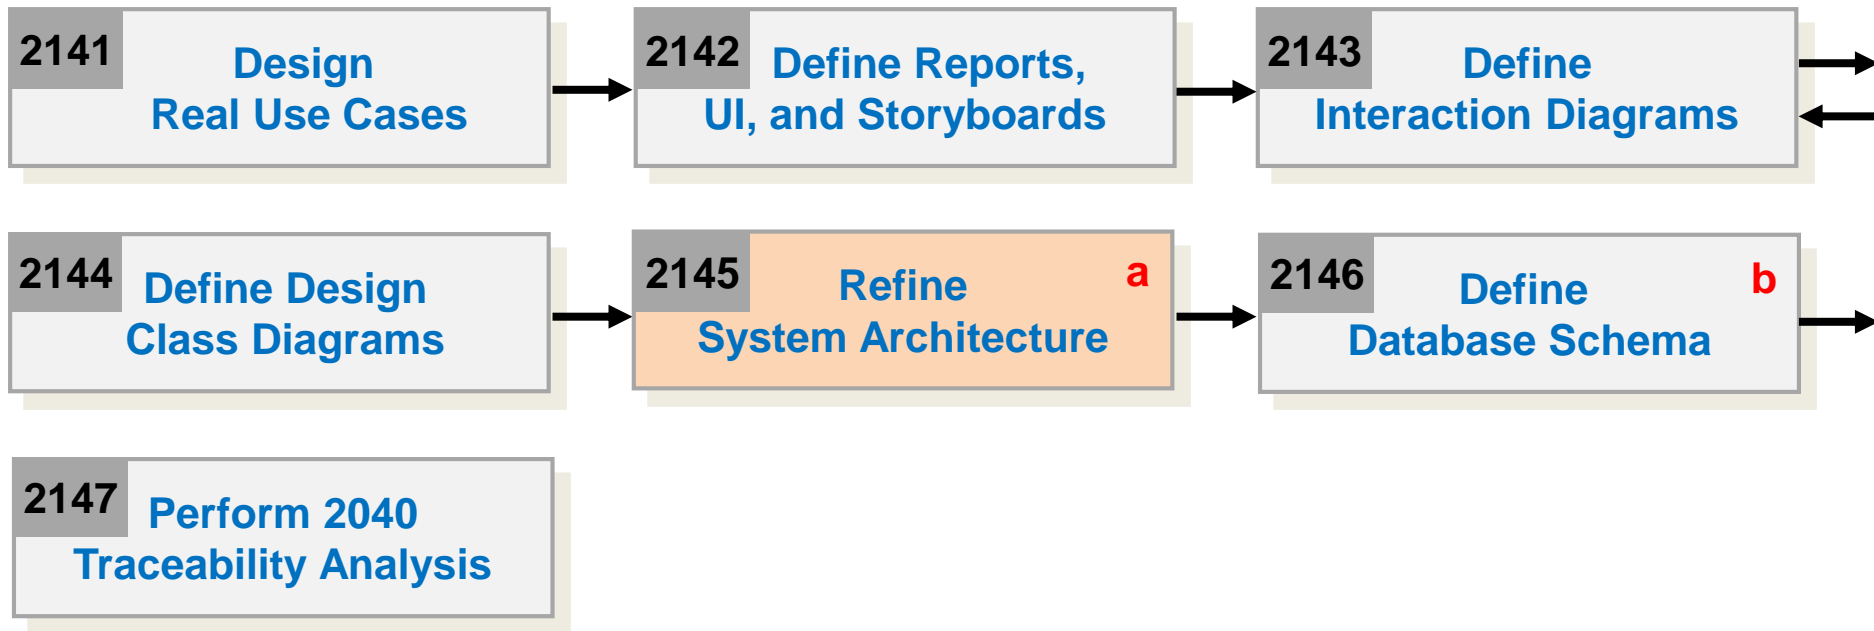 2141
Design
Real Use Cases
2142
Define Reports,
UI, and Storyboards
2143
Define
Interaction Diagrams
2144
Define Design
Class Diagrams
2145
a
Refine
System Architecture
2146
b
Define
Database Schema
2147
Perform 2040
Traceability Analysis